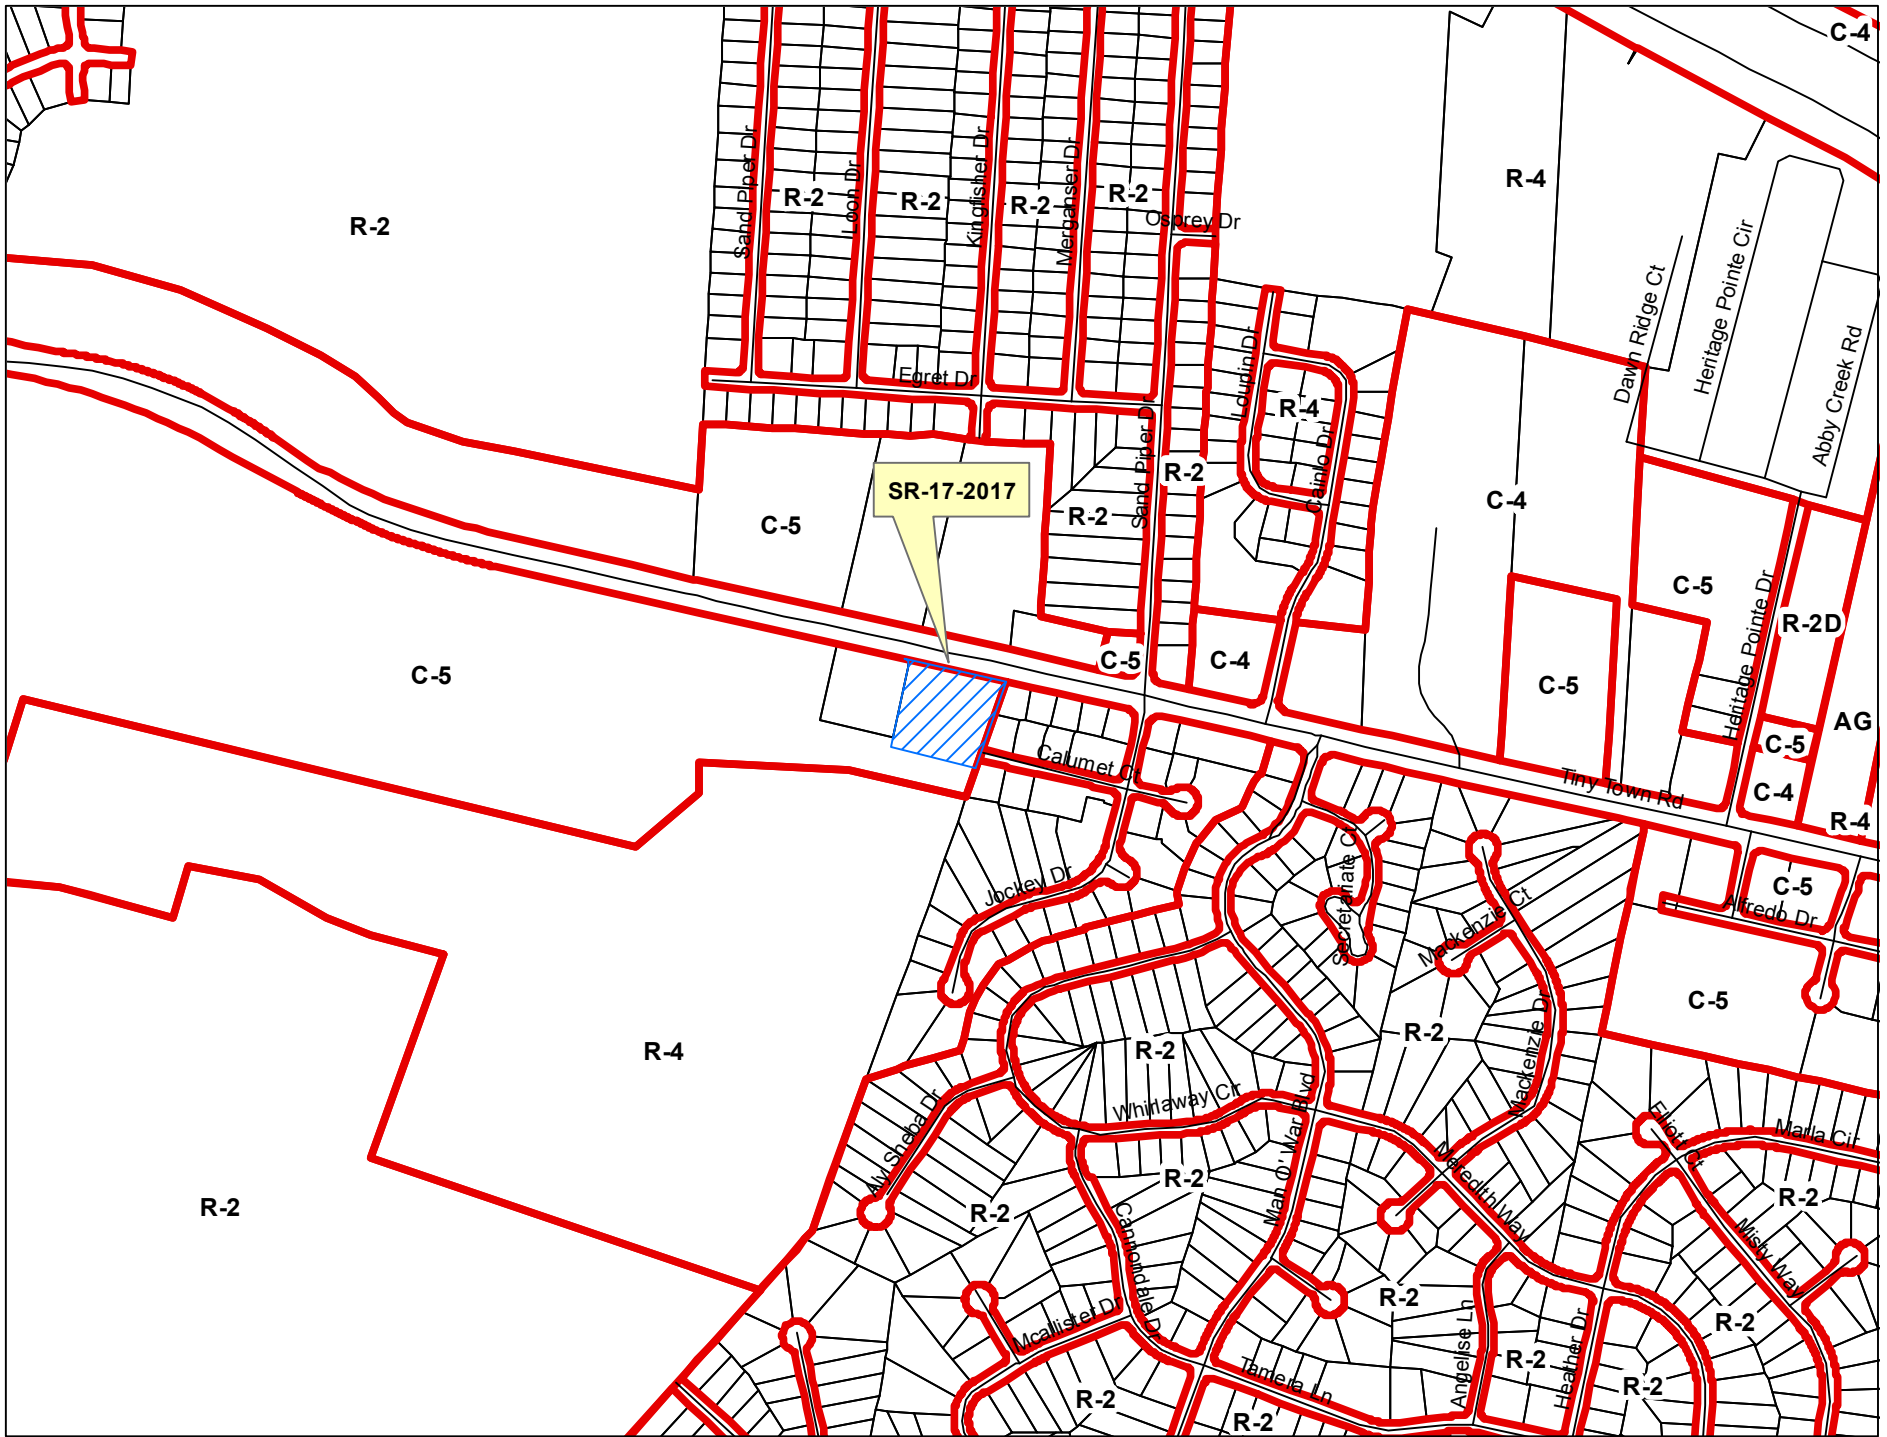 C-4
R-4
R-2
Sand Piper Dr
R-2
Loon Dr
R-2
Kingfisher Dr
R-2
Merganser Dr
R-2
Osprey Dr
Heritage Pointe Cir
Dawn Ridge Ct
Abby Creek Rd
Egret Dr
Loupin Dr
R-4
Cainlo Dr
Sand Piper Dr
R-2
SR-17-2017
C-5
R-2
C-4
C-5
Heritage Pointe Dr
R-2D
C-5
C-4
C-5
C-5
AG
C-5
C-4
R-4
Calumet Ct
Tiny Town Rd
Jockey Dr
Secretariate Ct
Mackenzie Ct
C-5
Alfredo Dr
C-5
R-4
R-2
R-2
Mackenzie Dr
Whirlaway Cir
Man O' War Blvd
Aly Sheba Dr
Elliott Ct
Marla Cir
Meredith Way
R-2
R-2
R-2
R-2
Cannondale Dr
Misty Way
R-2
R-2
Mcallister Dr
Angelise Ln
Heather Dr
R-2
Tamera Ln
R-2
R-2
R-2